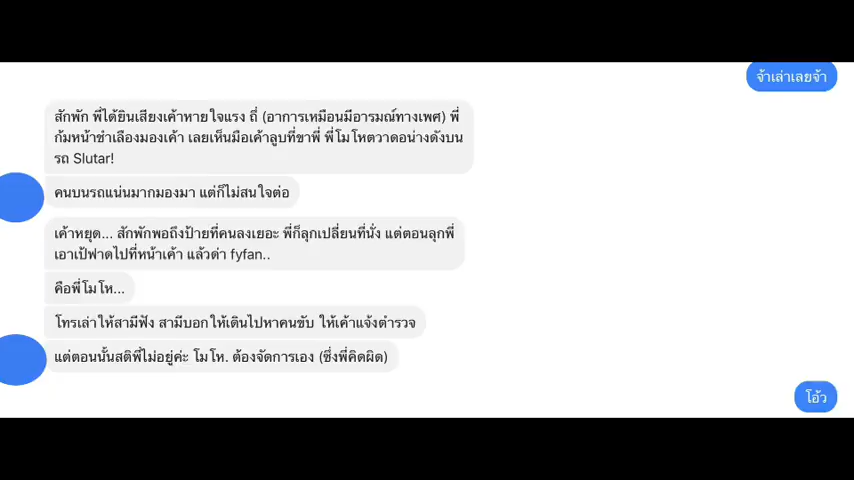 จ้าเล่าเลยจ้า
สักพัก พี่ได้ยินเสียงเค้าหายใจแรง ถี่ (อาการเหมือนมีอารมณ์ทางเพศ) พี่
ก้มหน้าชำเลืองมองเค้า เลยเห็นมือเค้าลูบที่ขาพี่ พี่โมโหตวาดอน่างดังบน
รถ Slutar!
คนบนรถแน่นมากมองมา แต่ก็ไม่สนใจต่อ
เค้าหยุด... สักพักพอถึงป้ายที่คนลงเยอะ พี่ก็ลุกเปลี่ยนที่นั่ง แต่ตอนลุกพี่
เอาเป้ฟาดไปที่หน้าเค้า แล้วด่า fyfan..
คือพี่โมโห...
โทรเล่าให้สามีฟัง สามีบอกให้เดินไปหาคนขับ ให้เค้าแจ้งตำรวจ
แต่ตอนนั้นสติพี่ไม่อยู่ค่ะ โมโห. ต้องจัดการเอง (ซึ่งพี่คิดผิด)
โอ้ว